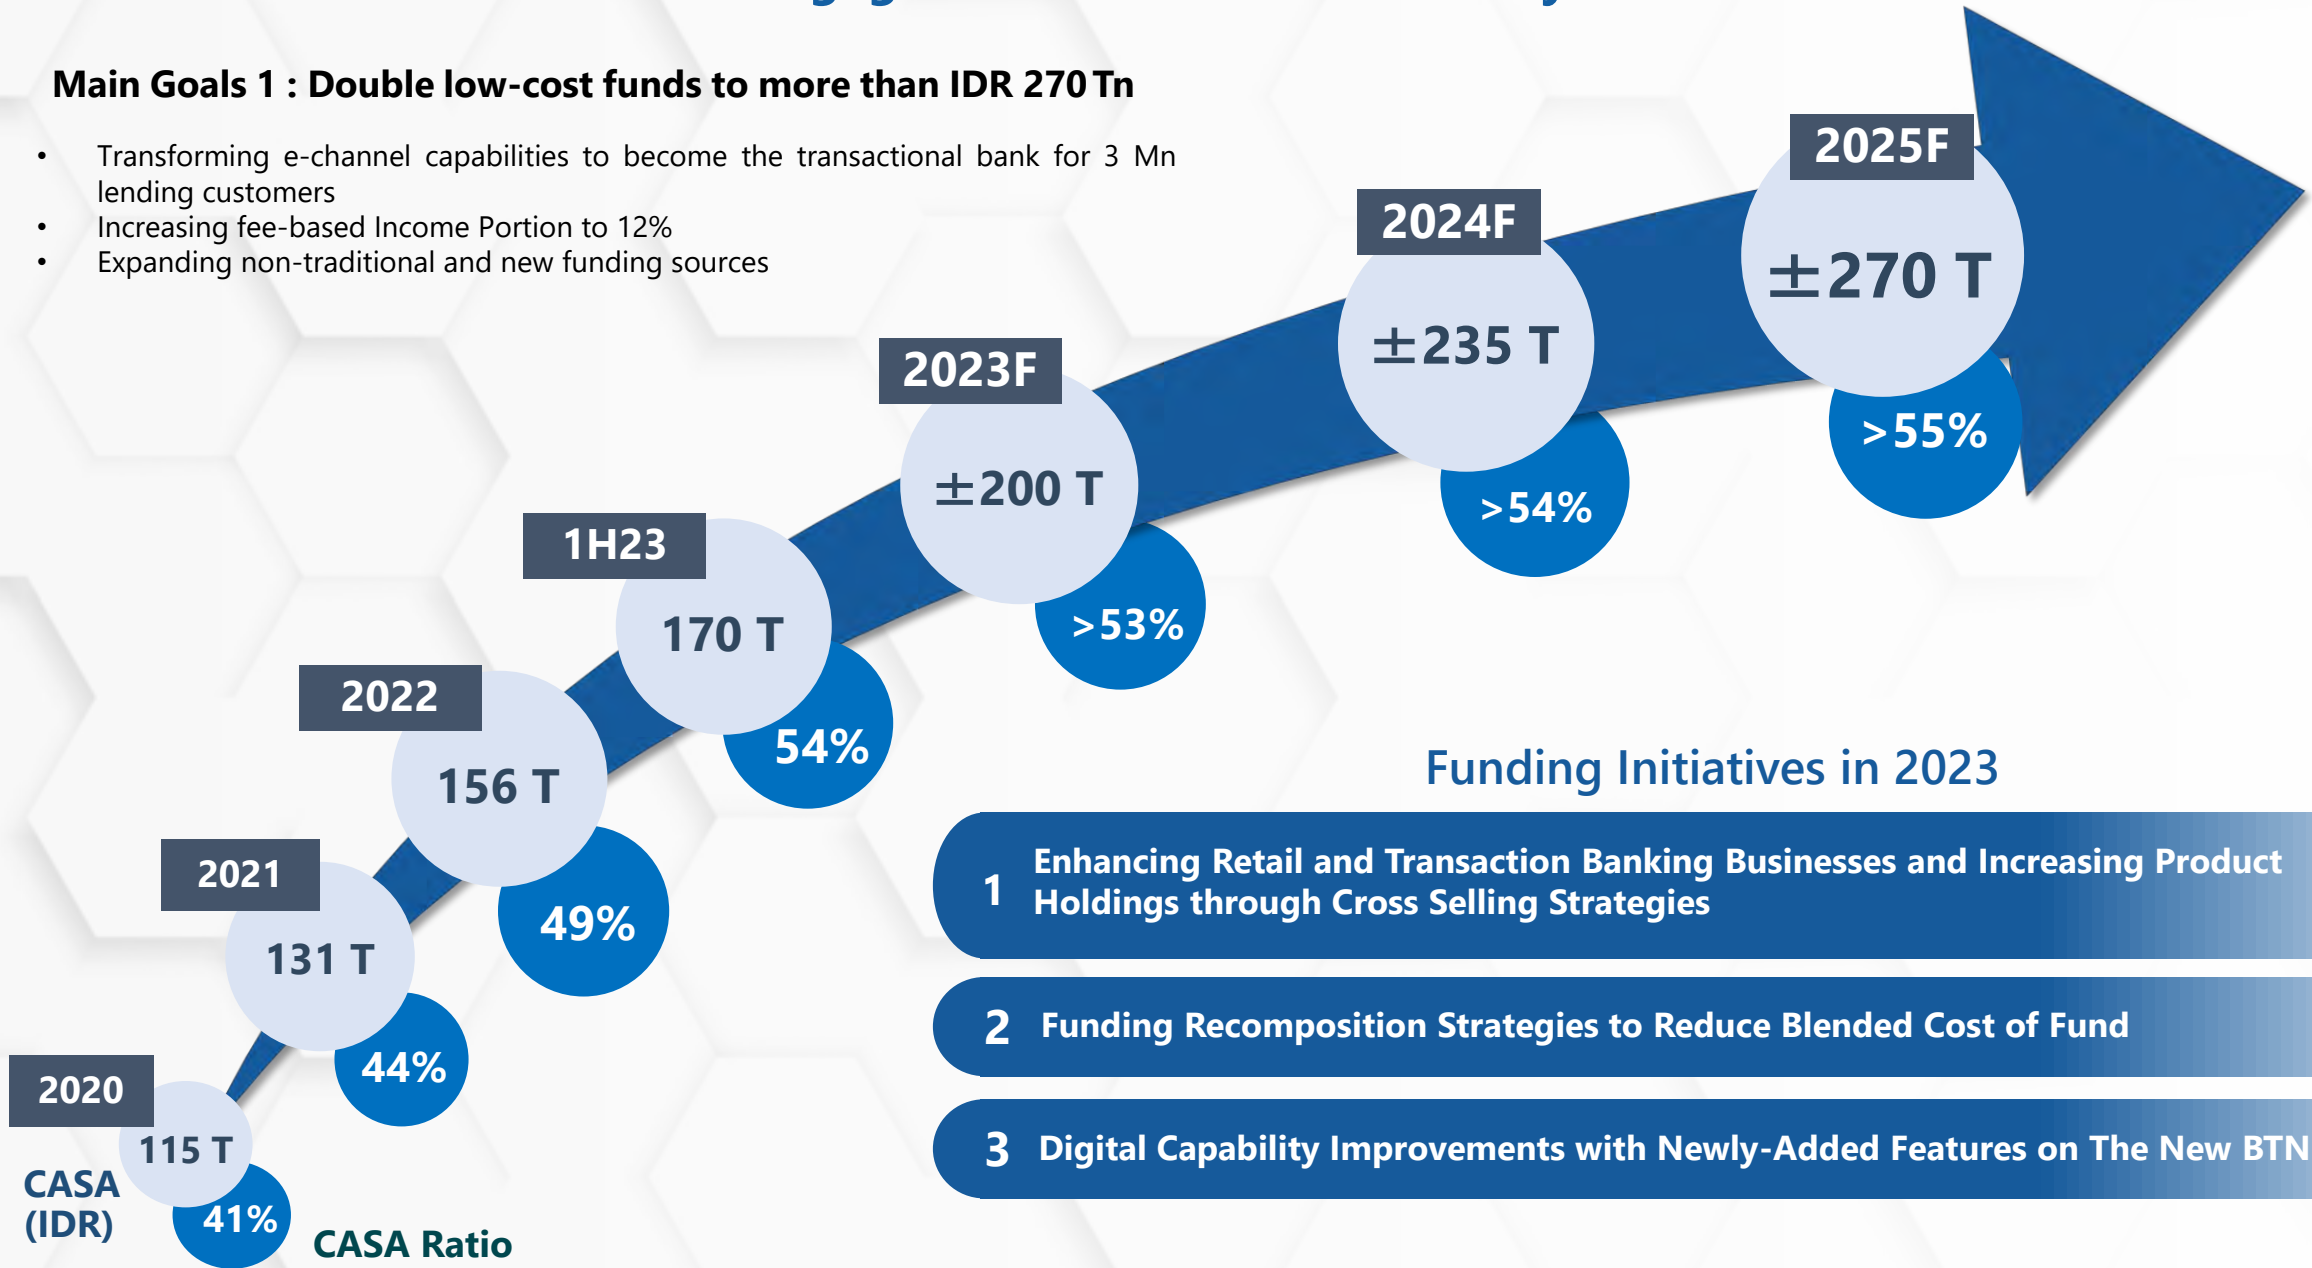 Main Goals 1 : Double low-cost funds to more than IDR 270 Tn
• Transforming e-channel capabilities to become the transactional bank for 3 Mn
lending customers
• Increasing fee-based Income Portion to 12%
• Expanding non-traditional and new funding sources
2025F
±270 T
>55%
2024F
±235 T
>54%
2023F
±200 T
>53%
1H23
170 T
54%
2022
156 T
49%
2021
131 T
44%
2020
115 T
41%
CASA
(IDR)
CASA Ratio
Funding Initiatives in 2023
1
Enhancing Retail and Transaction Banking Businesses and Increasing Product
Holdings through Cross Selling Strategies
2 Funding Recomposition Strategies to Reduce Blended Cost of Fund
3 Digital Capability Improvements with Newly-Added Features on The New BTN